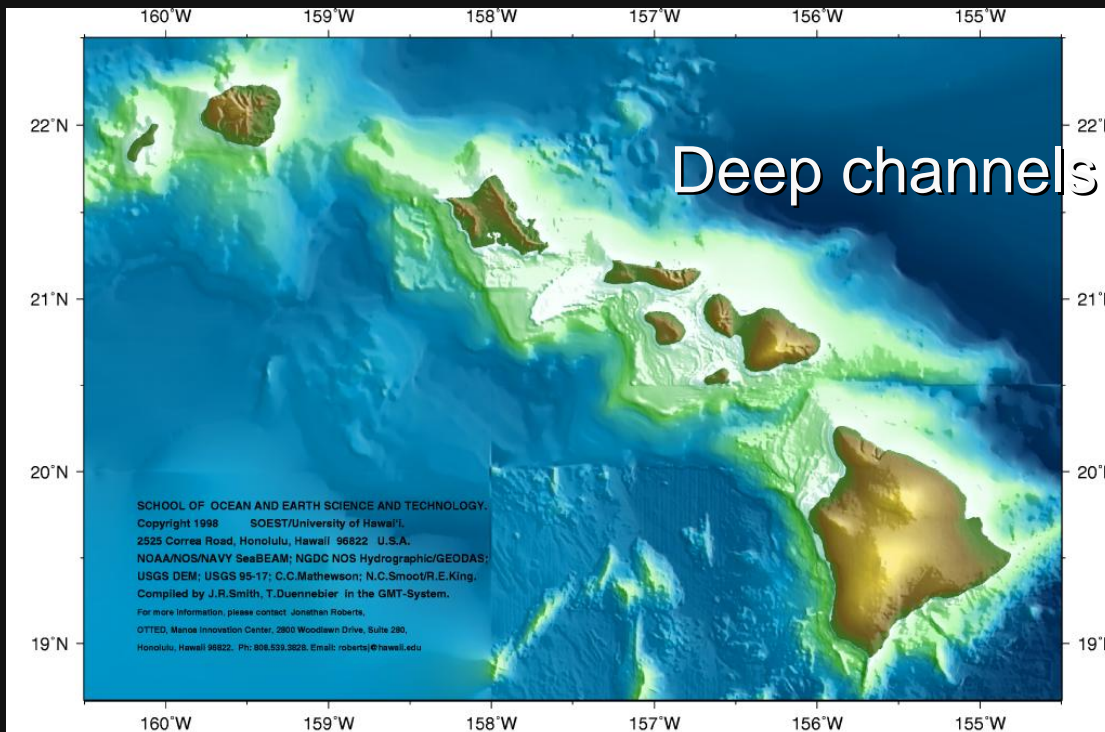 160˚W 159˚W 158˚W 157˚W 156˚W 155˚W
22˚N 22˚
Deep channels
21˚N 21˚
20˚N 20˚
SCHOOL OF OCEAN AND EARTH SCIENCE AND TECHNOLOGY.
Copyright 1998 SOEST/University of Hawai'i.
2525 Correa Road, Honolulu, Hawaii 96822 U.S.A.
NOAA/NOS/NAVY SeaBEAM; NGDC NOS Hydrographic/GEODAS;
USGS DEM; USGS 95-17; C.C.Mathewson; N.C.Smoot/R.E.King.
Compiled by J.R.Smith, T.Duennebier in the GMT-System.
For more information, please contact Jonathan Roberts,
OTTED, Manoa Innovation Center, 2800 Woodlawn Drive, Suite 280,
Honolulu, Hawaii 96822. Ph: 808.539.3828. Email: robertsj@hawaii.edu
19˚N 19˚
160˚W 159˚W 158˚W 157˚W 156˚W 155˚W